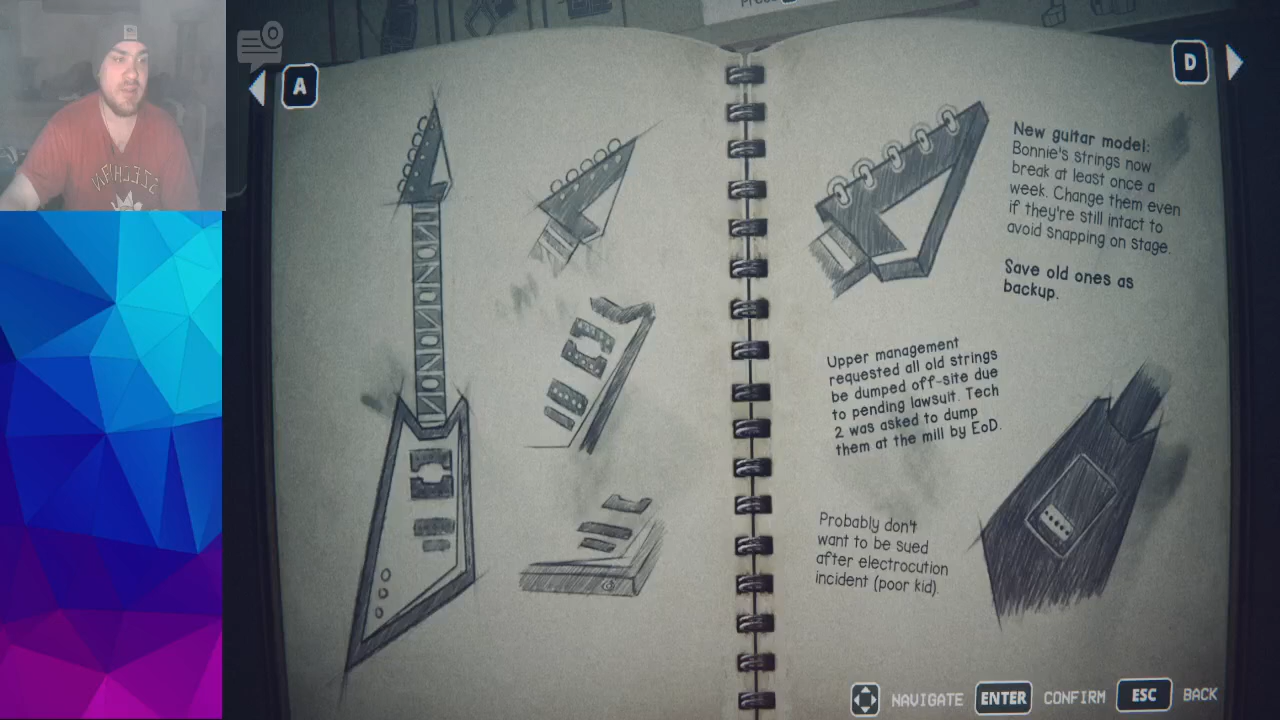 Press
A
D
New guitar model:
Bonnie's strings now
break at least once a
week. Change them even
if they're still intact to
avoid snapping on stage.
Save old ones as
backup.
Upper management
requested all old strings
be dumped off-site due
to pending lawsuit. Tech
2 was asked to dump
them at the mill by EoD.
Probably don't
want to be sued
after electrocution
incident (poor kid).
NAVIGATE ENTER CONFIRM ESC BACK